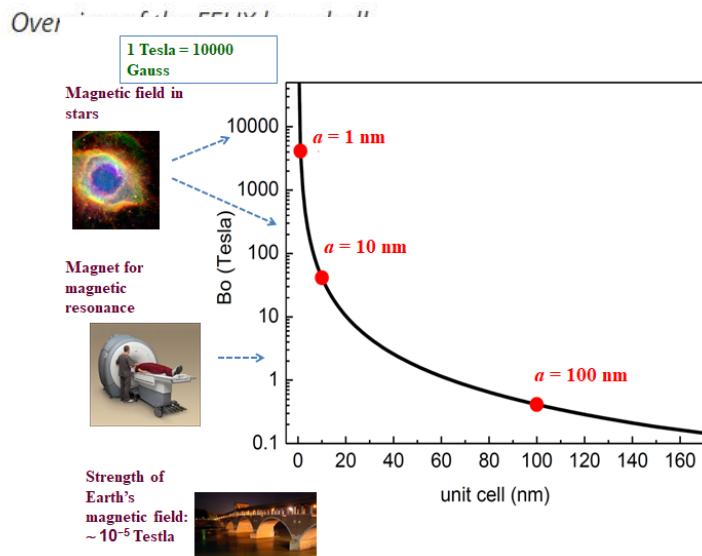 1 Tesla = 10000
Gauss
Magnetic field in
stars
Magnet for
magnetic
resonance
Strength of
Earth's
magnetic field:
~ 10⁻⁵ Testla
Bo (Tesla)
10000
1000
100
10
1
0.1
a = 1 nm
a = 10 nm
a = 100 nm
0 20 40 60 80 100 120 140 160
unit cell (nm)